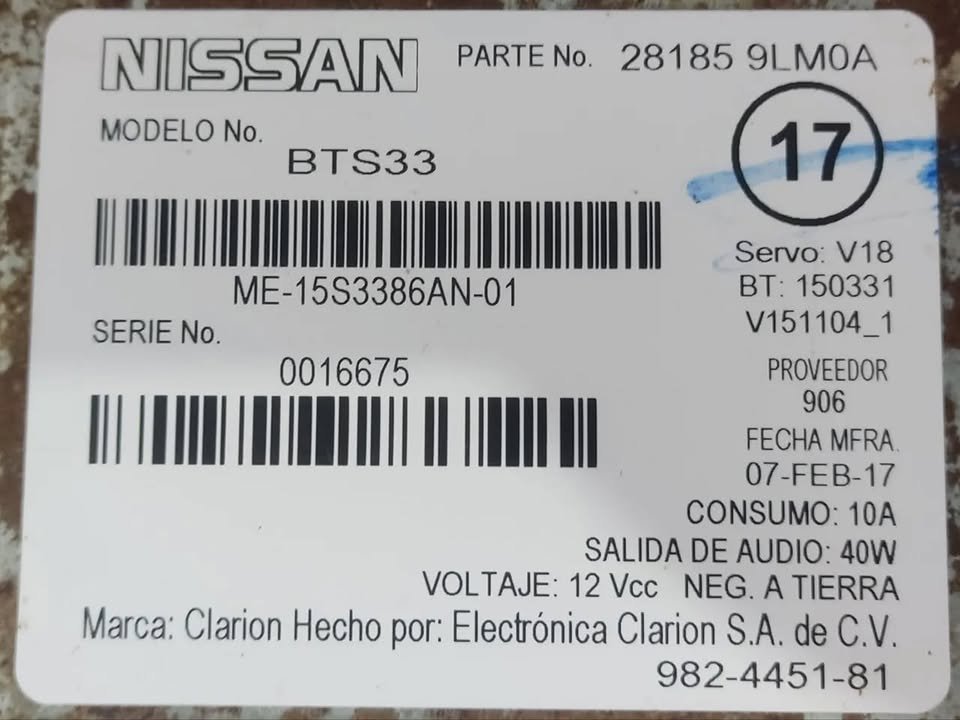 NISSAN PARTE No. 28185 9LM0A
17
MODELO No.
BTS33
ME-15S3386AN-01
Servo: V18
BT: 150331
V151104_1
SERIE No.
0016675
PROVEEDOR
906
FECHA MFRA.
07-FEB-17
CONSUMO: 10A
SALIDA DE AUDIO: 40W
VOLTAJE: 12 Vcc NEG. A TIERRA
Marca: Clarion Hecho por: Electrónica Clarion S.A. de C.V.
982-4451-81